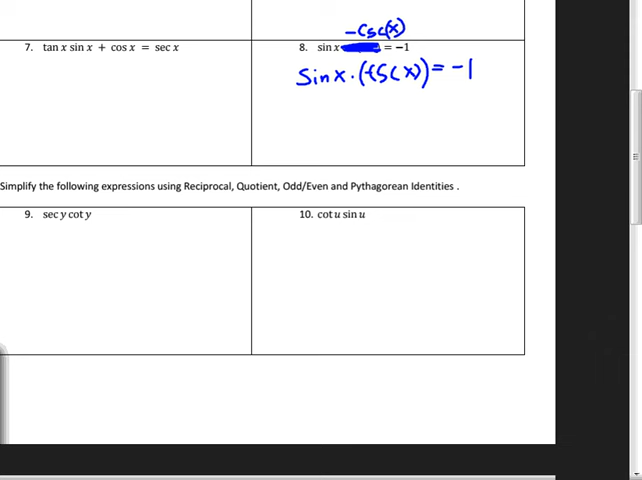 -Csc(x)
7. tan x sin x + cos x = sec x
8. sin x = −1
Sin x · (-CSC x)) = -1
Simplify the following expressions using Reciprocal, Quotient, Odd/Even and Pythagorean Identities .
9. sec y cot y
10. cot u sin u